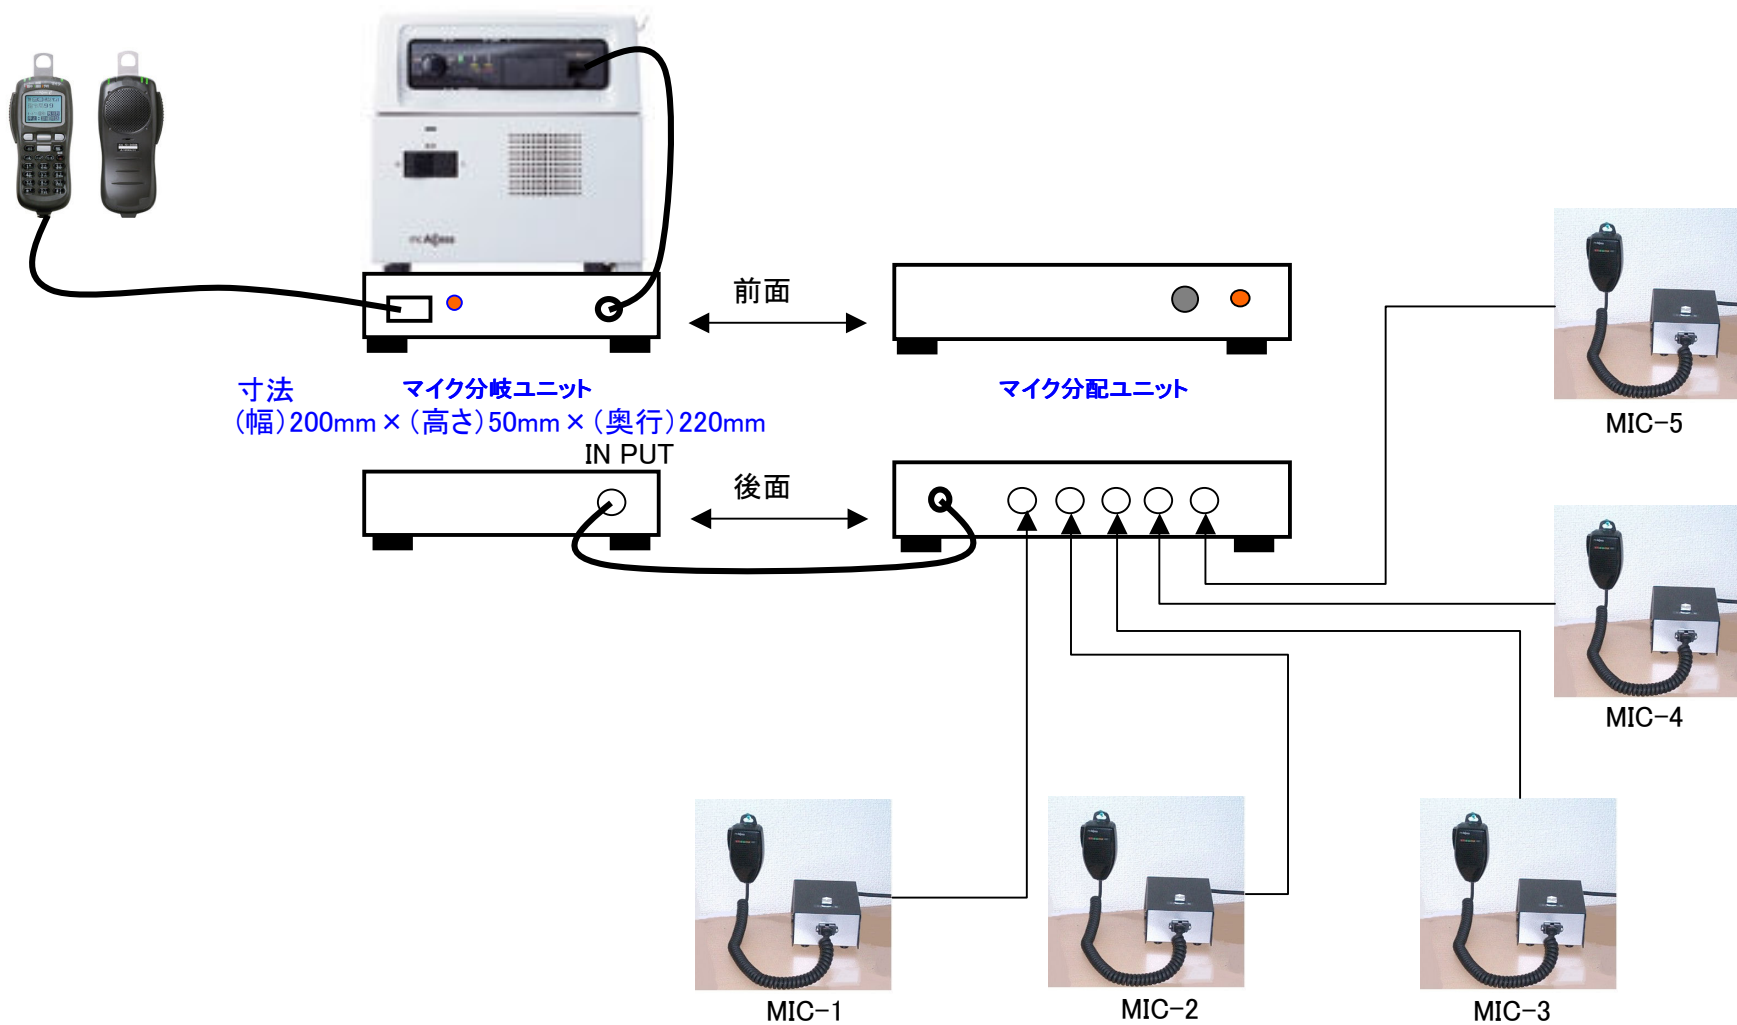 前面
寸法
マイク分岐ユニット
マイク分配ユニット
(幅)200mm×(高さ)50mm×(奥行)220mm
IN PUT
後面
MIC-5
MIC-4
MIC-1
MIC-2
MIC-3